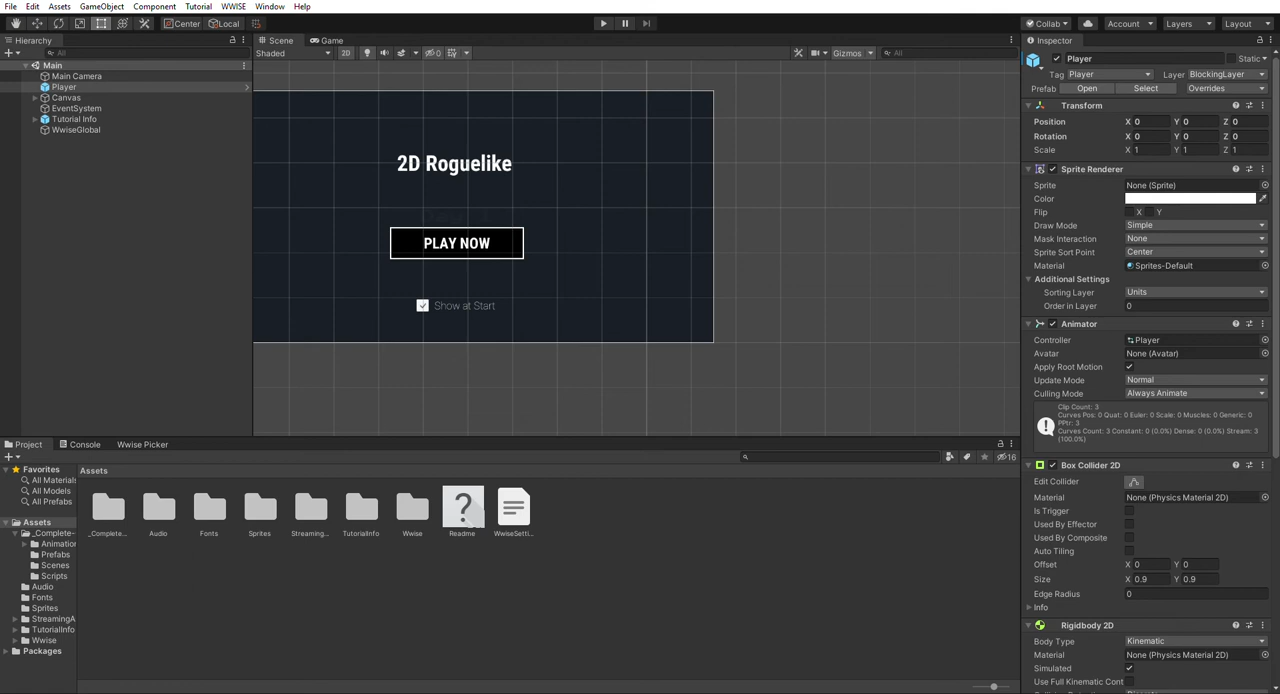 File Edit Assets GameObject Component Tutorial WWISE Window Help
Center Local Collab Account Layers Layout
Hierarchy
All
Main
Main Camera
Player
Canvas
EventSystem
Tutorial Info
WwiseGlobal
Scene Game
Shaded 2D 0 Gizmos All
2D Roguelike
PLAY NOW
Show at Start
Inspector
Player Static
Tag Player Layer BlockingLayer
Prefab Open Select Overrides
Transform
Position X 0 Y 0 Z 0
Rotation X 0 Y 0 Z 0
Scale X 1 Y 1 Z 1
Sprite Renderer
Sprite None (Sprite)
Color
Flip X Y
Draw Mode Simple
Mask Interaction None
Sprite Sort Point Center
Material Sprites-Default
Additional Settings
Sorting Layer Units
Order in Layer 0
Animator
Controller Player
Avatar None (Avatar)
Apply Root Motion
Update Mode Normal
Culling Mode Always Animate
Clip Count: 3
Curves Pos: 0 Quat: 0 Euler: 0 Scale: 0 Muscles: 0 Generic: 0
PPtr: 3
Curves Count: 3 Constant: 0 (0.0%) Dense: 0 (0.0%) Stream: 3
(100.0%)
Box Collider 2D
Edit Collider
Material None (Physics Material 2D)
Is Trigger
Used By Effector
Used By Composite
Auto Tiling
Offset X 0 Y 0
Size X 0.9 Y 0.9
Edge Radius 0
Info
Rigidbody 2D
Body Type Kinematic
Material None (Physics Material 2D)
Simulated
Use Full Kinematic Cont
Project Console Wwise Picker
16
Favorites
All Materials
All Models
All Prefabs
Assets
_Complete-
Animation
Prefabs
Scenes
Scripts
Audio
Fonts
Sprites
StreamingA
TutorialInfo
Wwise
Packages
Assets
_Complete... Audio Fonts Sprites Streaming... TutorialInfo Wwise Readme WwiseSetti...